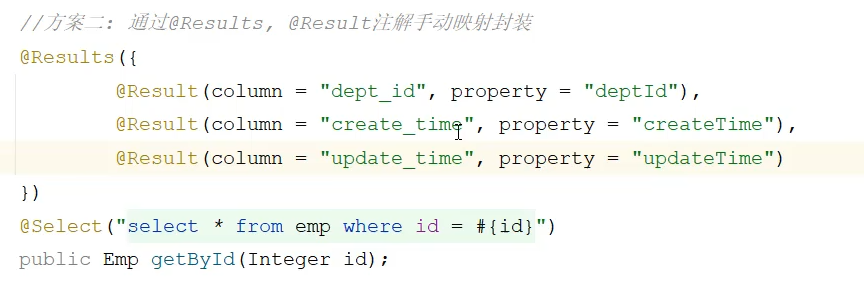 //方案二: 通过@Results, @Result注解手动映射封装
@Results({
        @Result(column = "dept_id", property = "deptId"),
        @Result(column = "create_time", property = "createTime"),
        @Result(column = "update_time", property = "updateTime")
})
@Select("select * from emp where id = #{id}")
public Emp getById(Integer id);